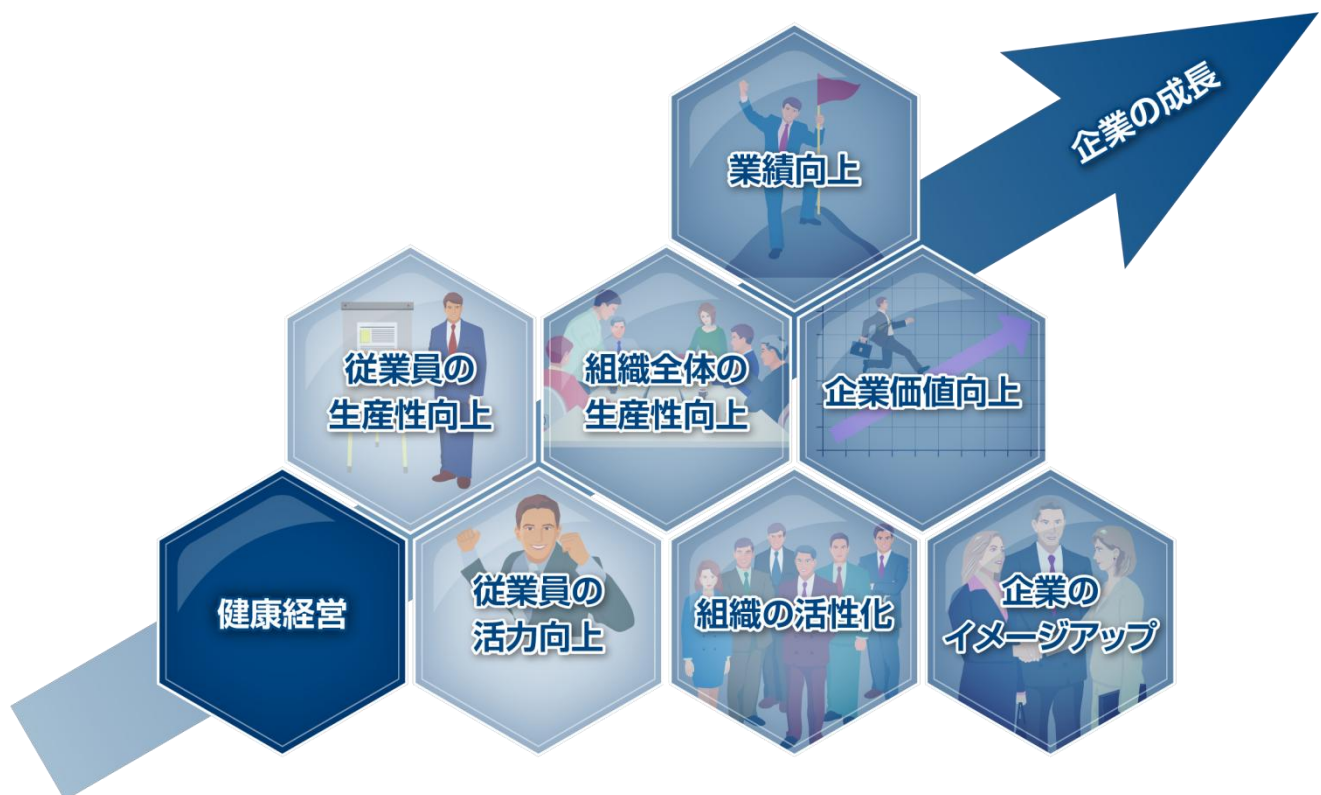 企業の成長
業績向上
従業員の
生産性向上
組織全体の
生産性向上
企業価値向上
健康経営
従業員の
活力向上
組織の活性化
企業の
イメージアップ